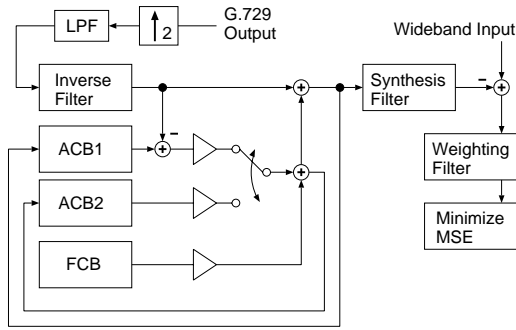 G.729
Output
LPF
↑2
Wideband Input
Inverse
Filter
Synthesis
Filter
ACB1
ACB2
FCB
Weighting
Filter
Minimize
MSE